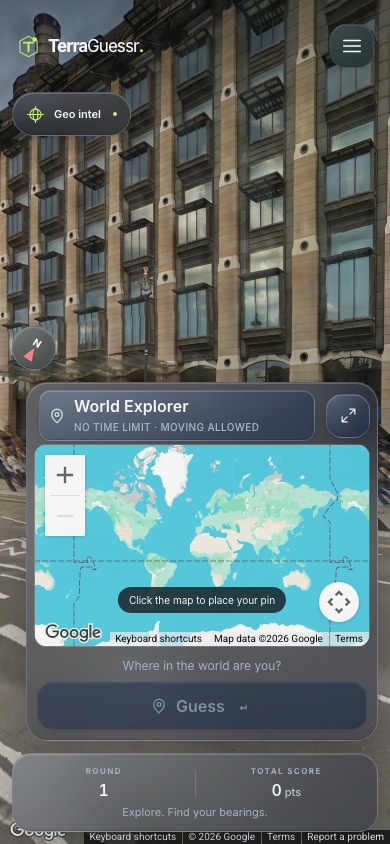 TerraGuessr.
Geo intel
N
World Explorer
NO TIME LIMIT · MOVING ALLOWED
+
Click the map to place your pin
Google
Keyboard shortcuts
Map data ©2026 Google
Terms
Where in the world are you?
Guess ↵
ROUND
TOTAL SCORE
1
0 pts
Explore. Find your bearings.
Google
Keyboard shortcuts
© 2026 Google
Terms
Report a problem